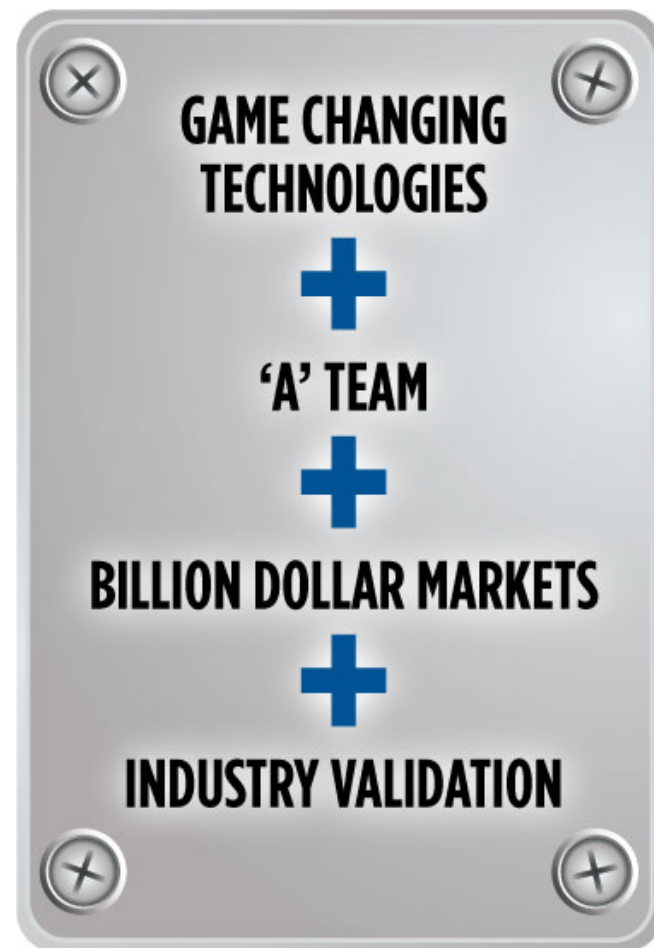 GAME CHANGING
TECHNOLOGIES
+
‘A’ TEAM
+
BILLION DOLLAR MARKETS
+
INDUSTRY VALIDATION